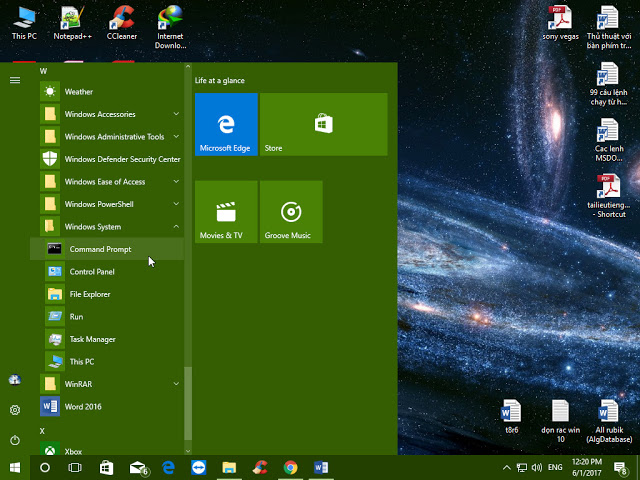 This PC
Notepad++
CCleaner
Internet
Downlo...
sony vegas
Thủ thuật với
bàn phím tr...
99 câu lệnh
chạy từ h...
Cac lenh
MSDO...
tailieutieng...
- Shortcut
W
Weather
Windows Accessories
Windows Administrative Tools
Windows Defender Security Center
Windows Ease of Access
Windows PowerShell
Windows System
Command Prompt
Control Panel
File Explorer
Run
Task Manager
This PC
WinRAR
Word 2016
X
Xbox
Life at a glance
Microsoft Edge
Store
Movies & TV
Groove Music
t8r6
dọn rac win
10
All rubik
(AlgDatabase)
6
ENG
12:20 PM
6/1/2017
8